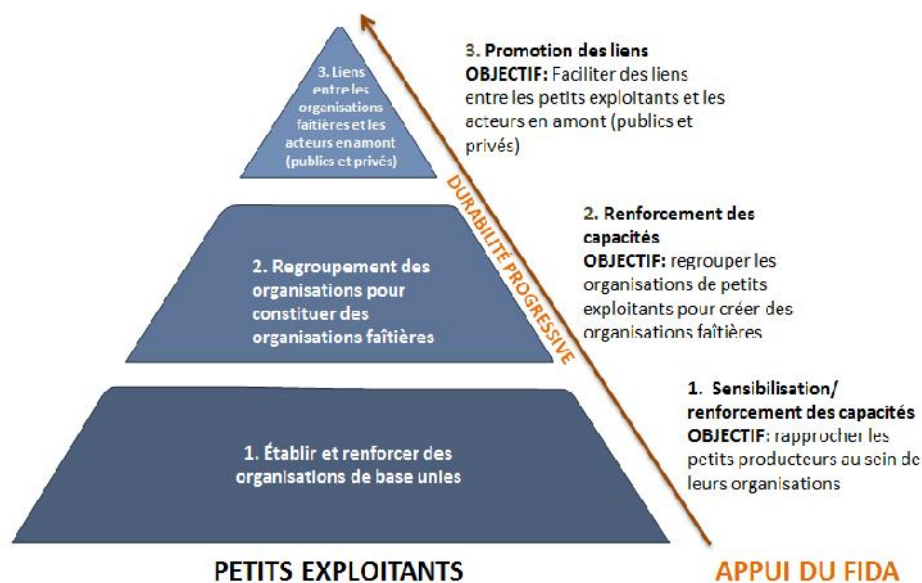 3. Liens
entre les
organisations
faitières et les
acteurs en amont
(publics et privés)
2. Regroupement des
organisations pour
constituer des
organisations faîtières
1. Établir et renforcer des
organisations de base unies
PETITS EXPLOITANTS
DURABILITÉ PROGRESSIVE
3. Promotion des liens
OBJECTIF: Faciliter des liens
entre les petits exploitants et les
acteurs en amont (publics et
privés)
2. Renforcement des
capacités
OBJECTIF: regrouper les
organisations de petits
exploitants pour créer des
organisations faîtières
1. Sensibilisation/
renforcement des capacités
OBJECTIF: rapprocher les
petits producteurs au sein de
leurs organisations
APPUI DU FIDA